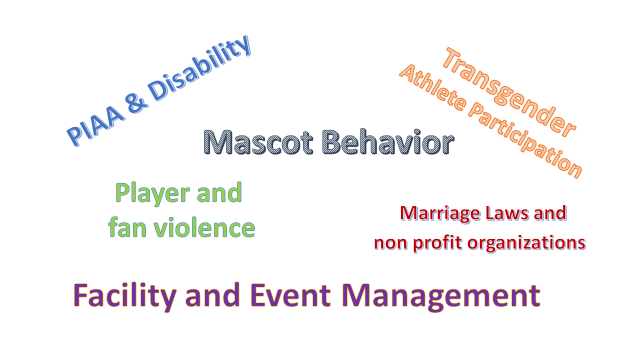 PIAA & Disability
Transgender
Athlete Participation
Mascot Behavior
Player and
fan violence
Marriage Laws and
non profit organizations
Facility and Event Management